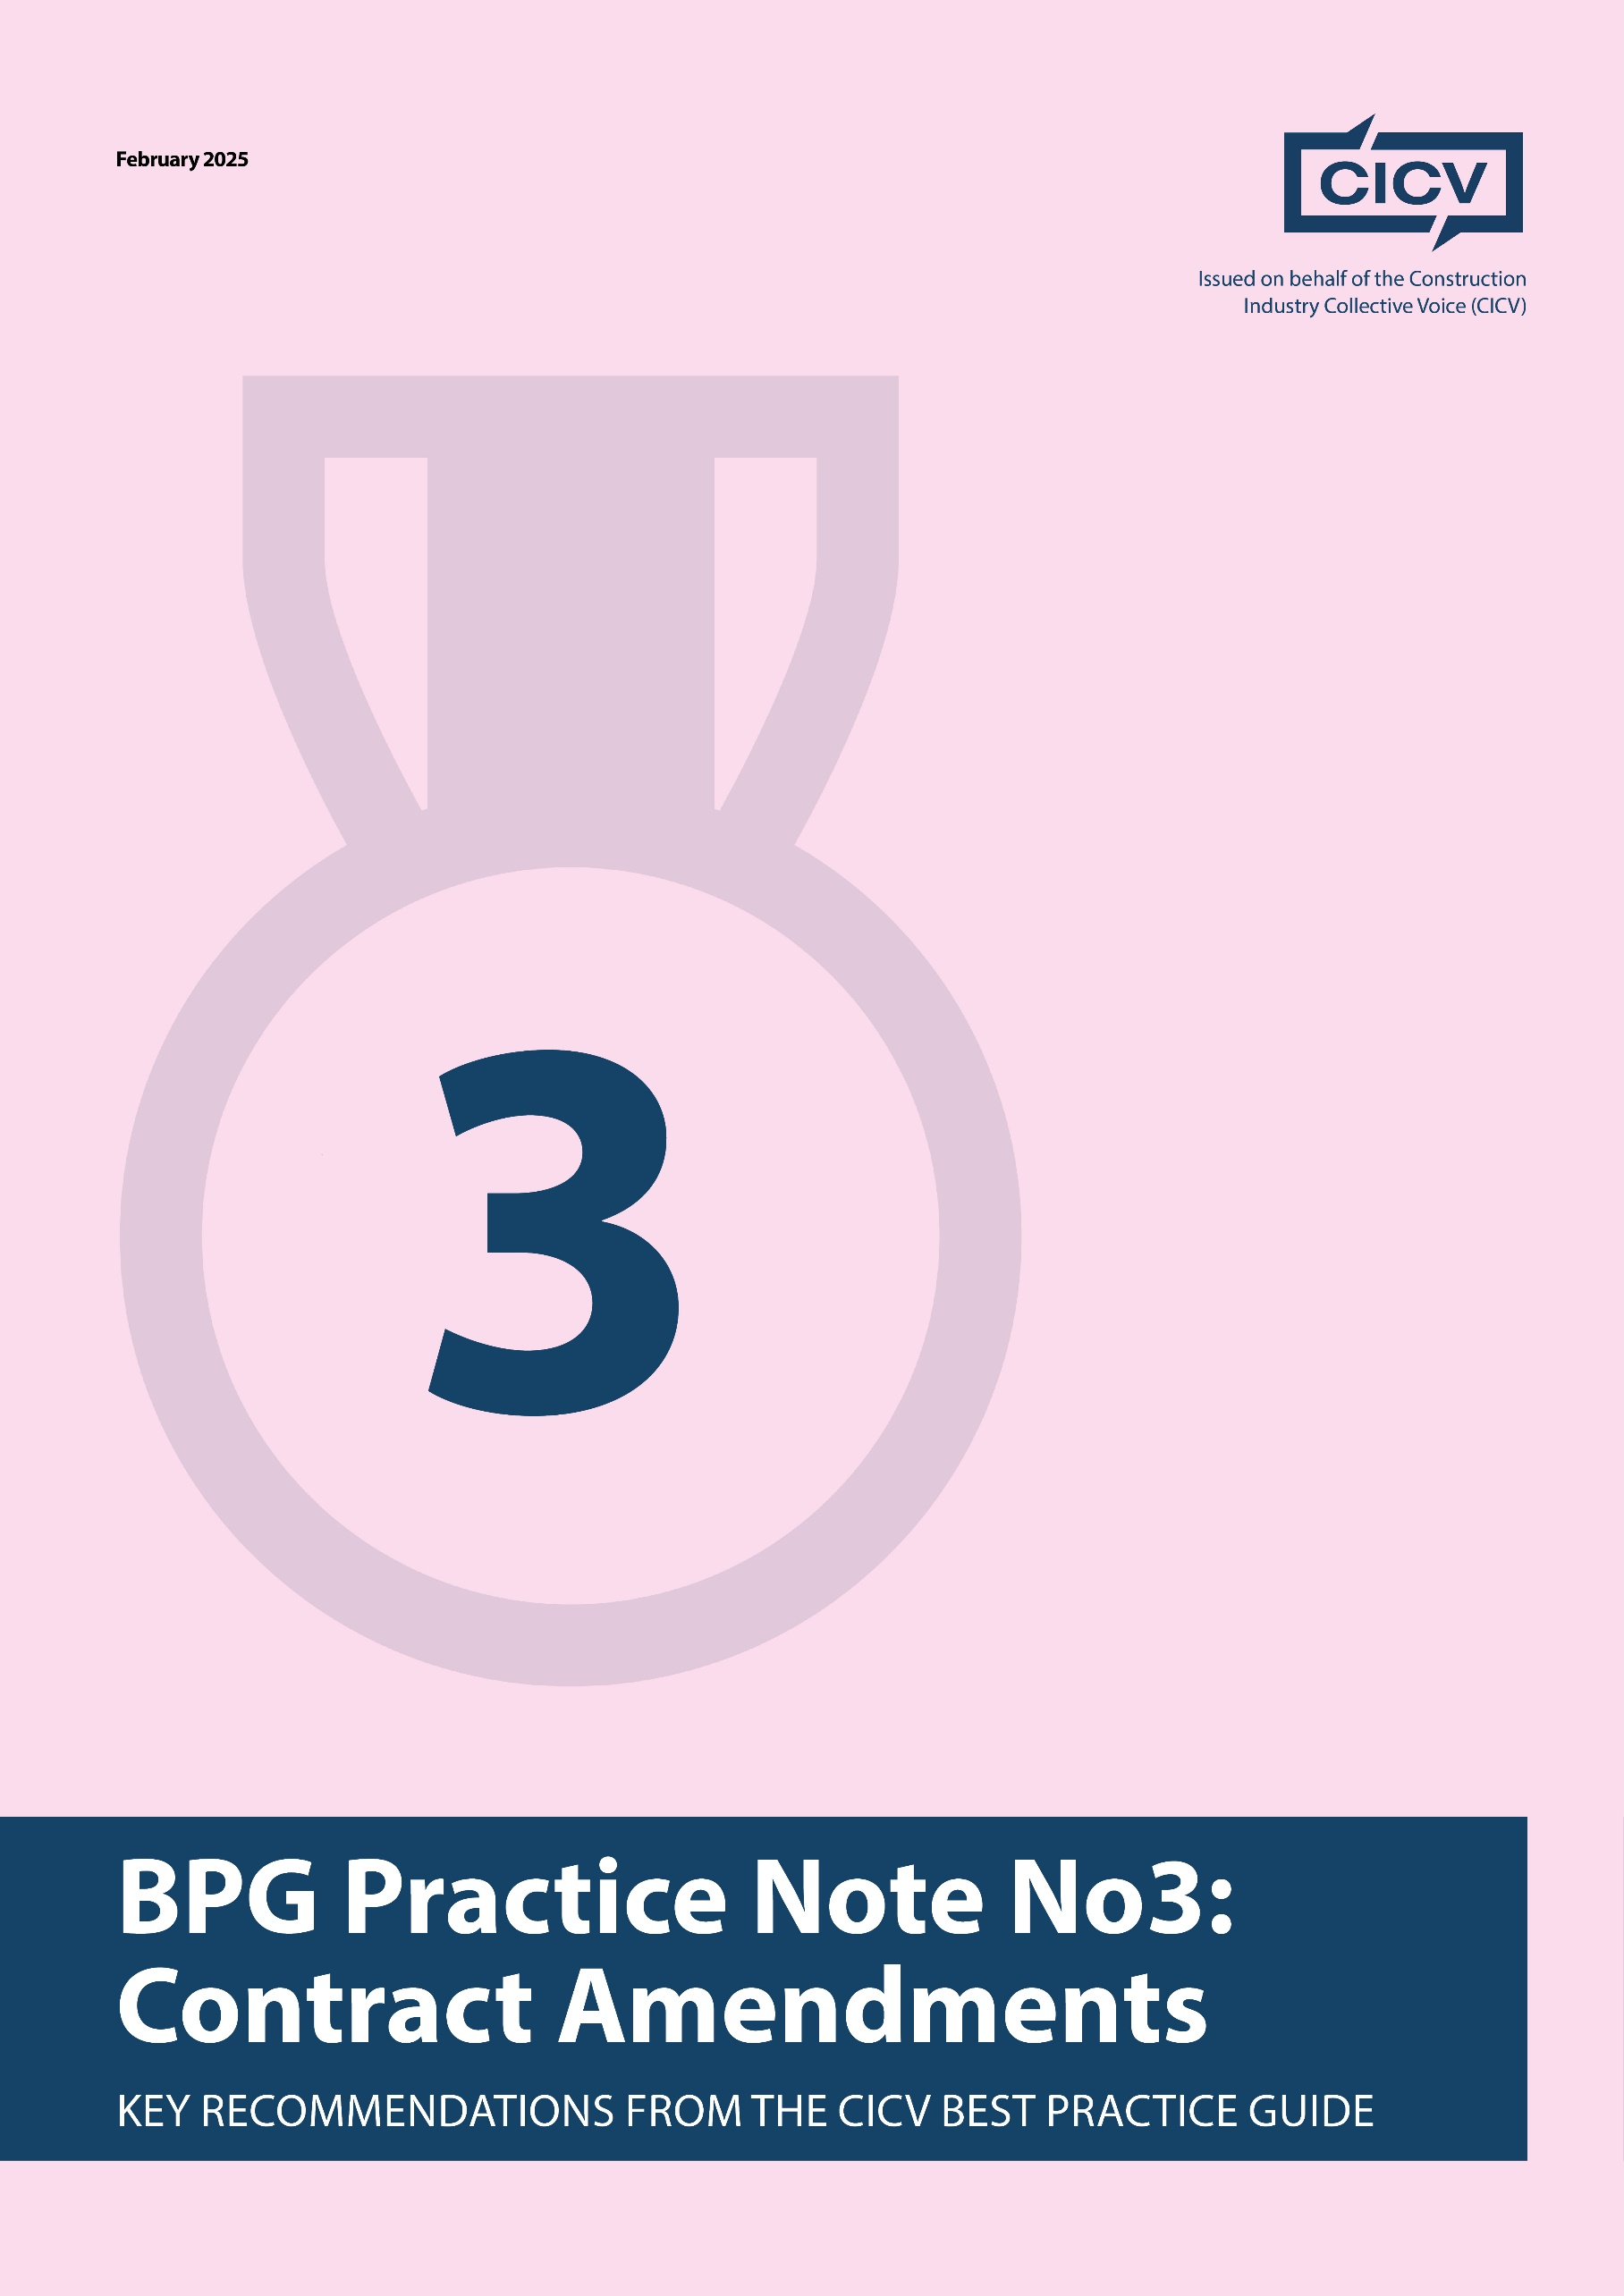 February 2025
CICV
Issued on behalf of the Construction
Industry Collective Voice (CICV)
3
BPG Practice Note No3:
Contract Amendments
KEY RECOMMENDATIONS FROM THE CICV BEST PRACTICE GUIDE